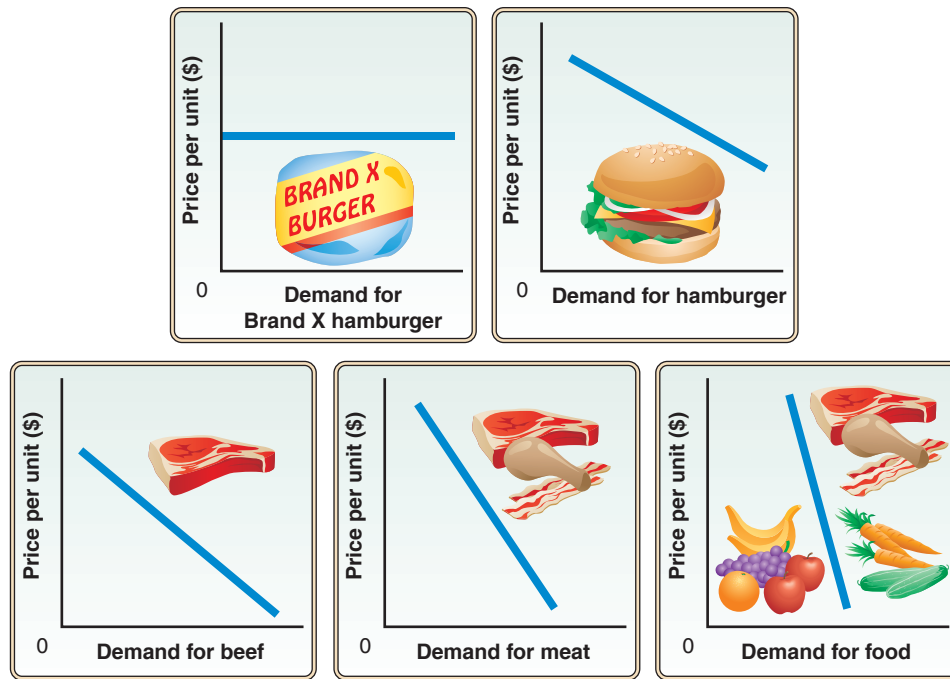 Price per unit ($)
BRAND X
BURGER
0
Demand for
Brand X hamburger
Price per unit ($)
0
Demand for hamburger
Price per unit ($)
0
Demand for beef
Price per unit ($)
0
Demand for meat
Price per unit ($)
0
Demand for food